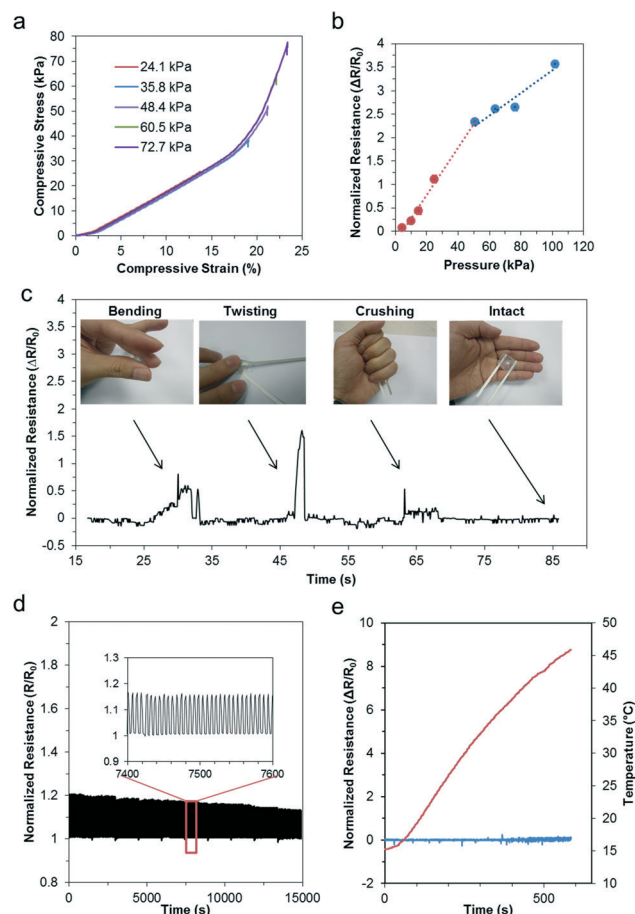 a
80
70
60
50
40
30
20
10
0
Compressive Stress (kPa)
24.1 kPa
35.8 kPa
48.4 kPa
60.5 kPa
72.7 kPa
0 5 10 15 20 25
Compressive Strain (%)
b
4
3.5
3
2.5
2
1.5
1
0.5
0
Normalized Resistance (ΔR/R0)
0 20 40 60 80 100 120
Pressure (kPa)
c
4
3.5
3
2.5
2
1.5
1
0.5
0
-0.5
Normalized Resistance (ΔR/R0)
Bending Twisting Crushing Intact
15 25 35 45 55 65 75 85
Time (s)
d
2
1.8
1.6
1.4
1.2
1
0.8
Normalized Resistance (R/R0)
1.3
1.2
1.1
1
0.9
7400 7500 7600
0 5000 10000 15000
Time (s)
e
10
8
6
4
2
0
-2
Normalized Resistance (ΔR/R0)
50
45
40
35
30
25
20
15
10
Temperature (°C)
0 500
Time (s)